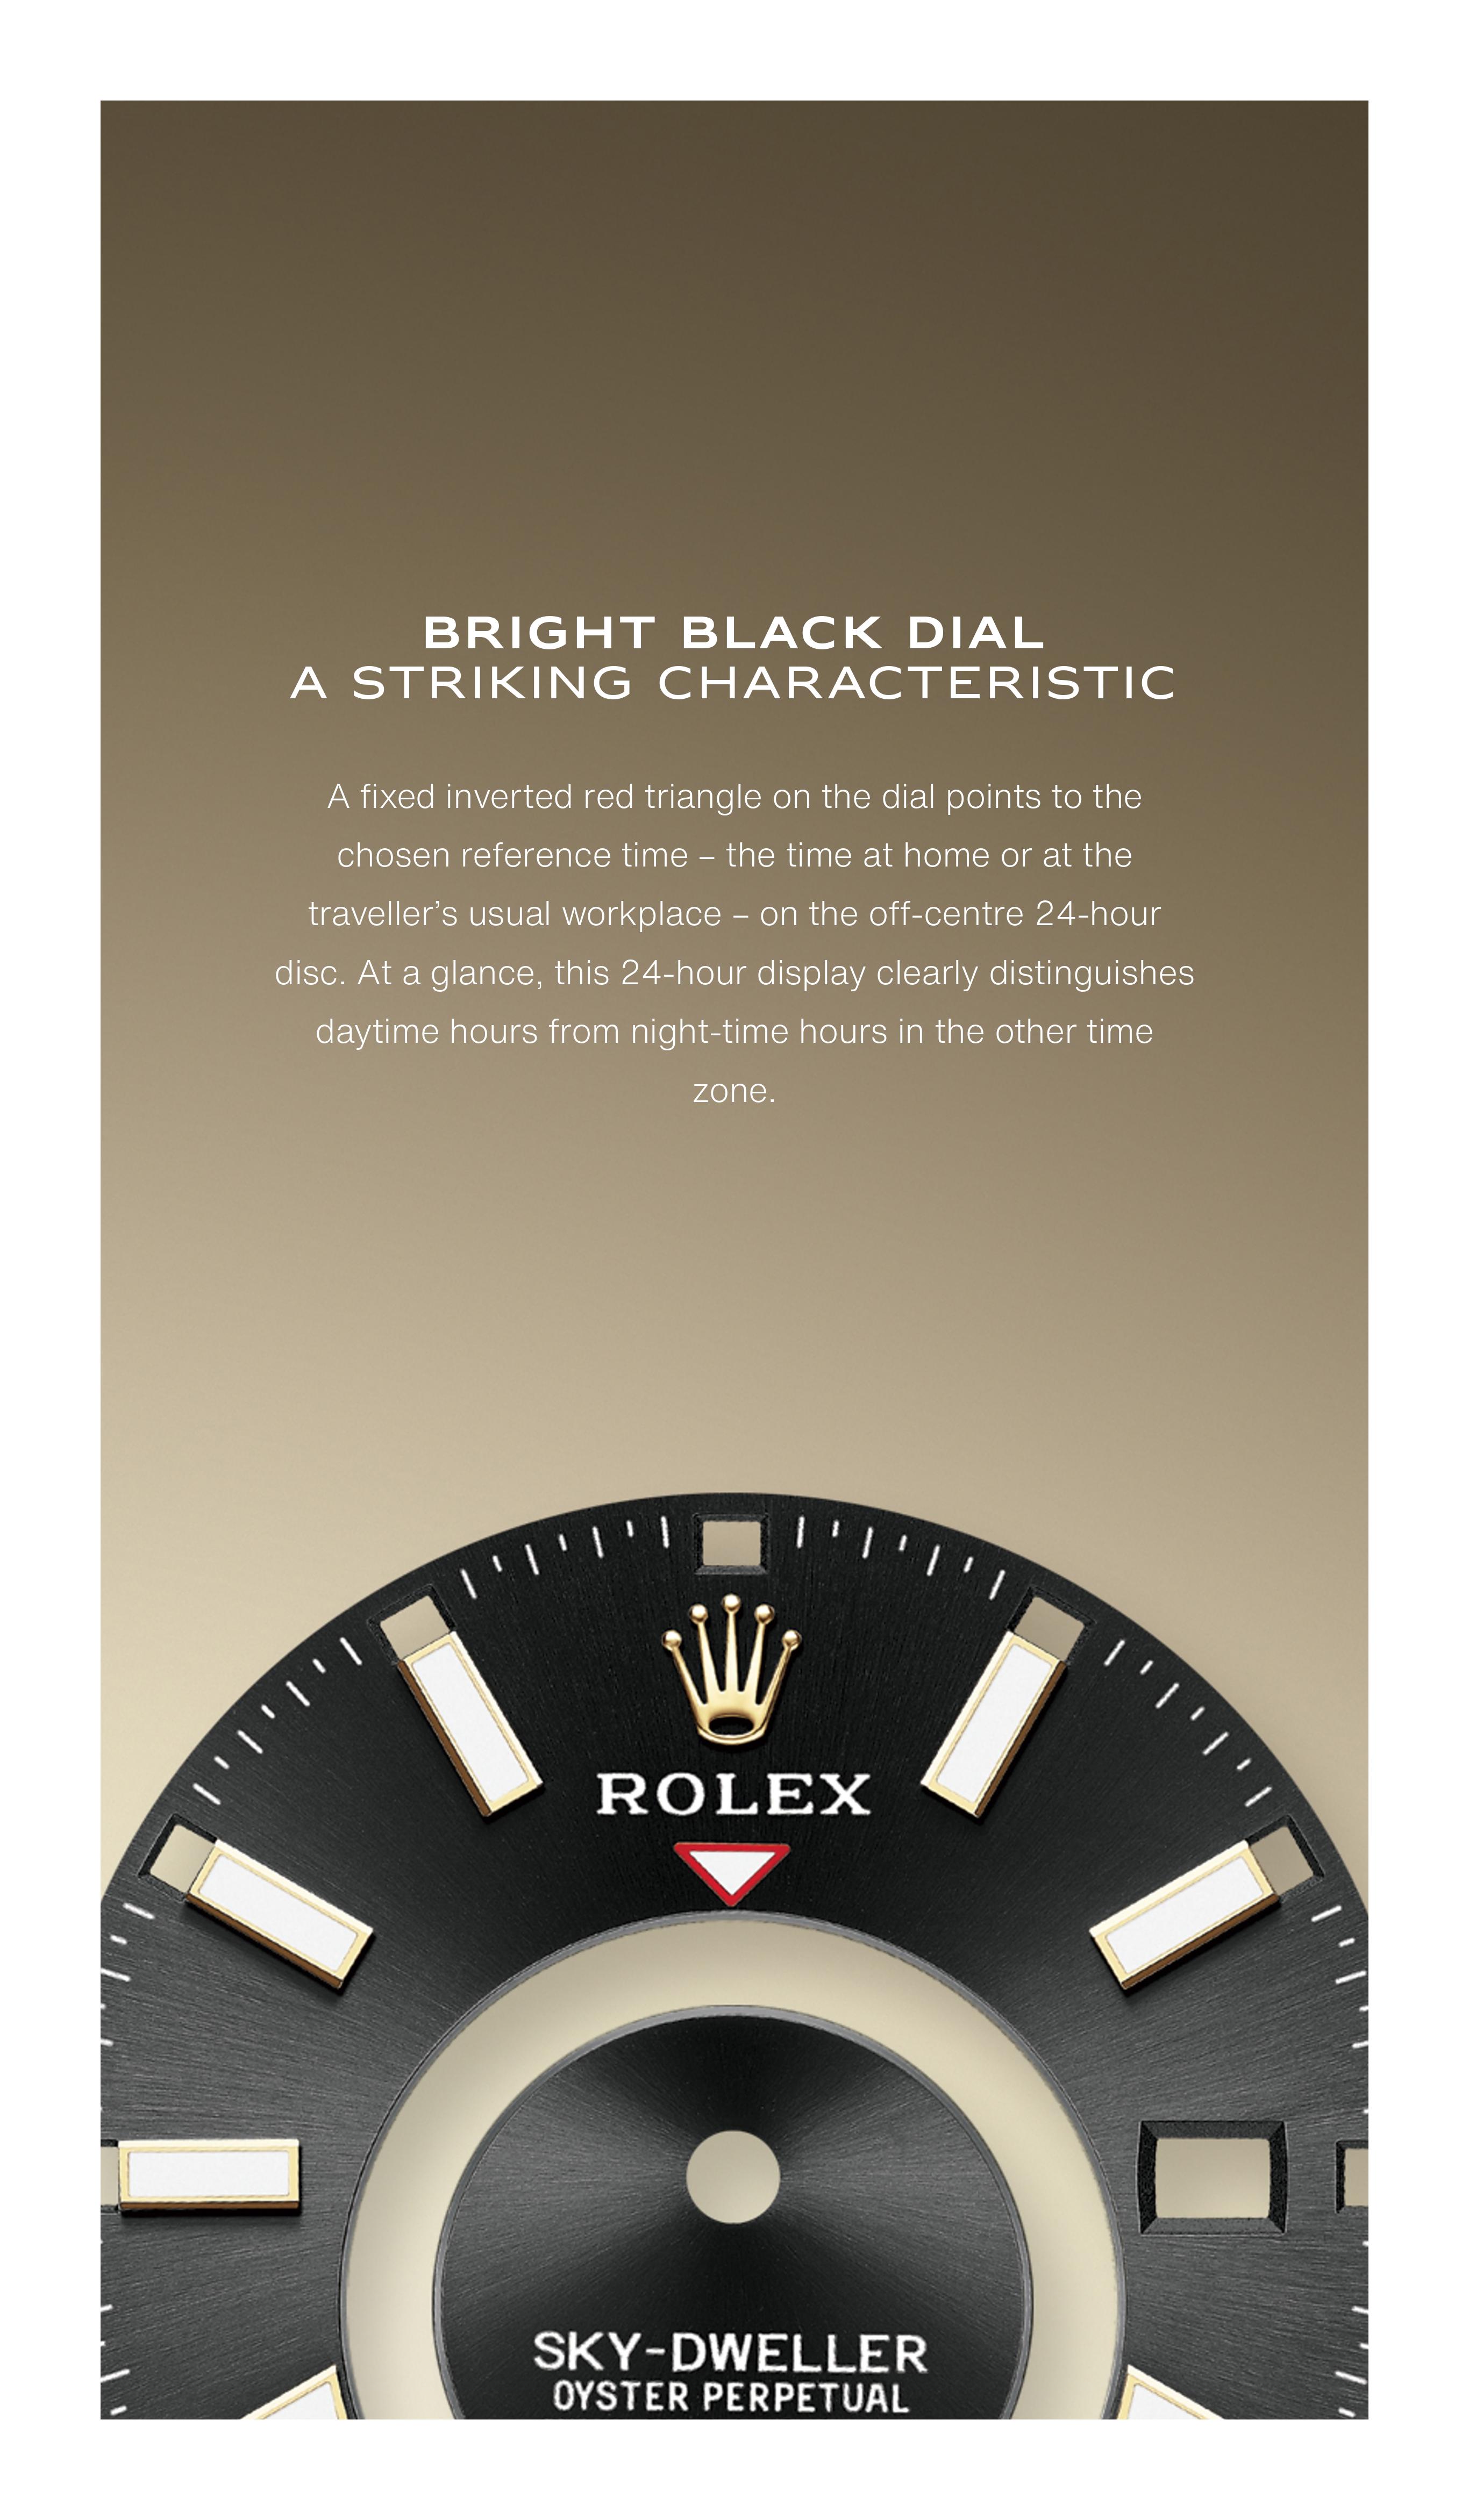 BRIGHT BLACK DIAL
A STRIKING CHARACTERISTIC
A fixed inverted red triangle on the dial points to the
chosen reference time – the time at home or at the
traveller’s usual workplace – on the off-centre 24-hour
disc. At a glance, this 24-hour display clearly distinguishes
daytime hours from night-time hours in the other time
zone.
ROLEX
SKY-DWELLER
OYSTER PERPETUAL